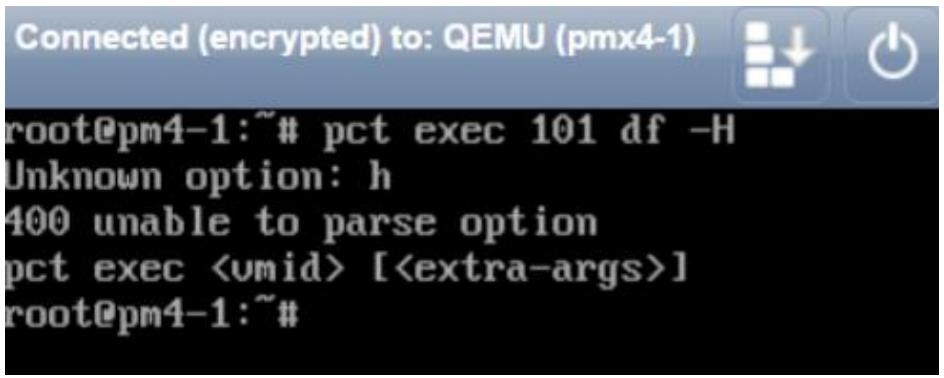 Connected (encrypted) to: QEMU (pmx4-1)
root@pm4-1:~# pct exec 101 df -H
Unknown option: h
400 unable to parse option
pct exec <vmid> [<extra-args>]
root@pm4-1:~#